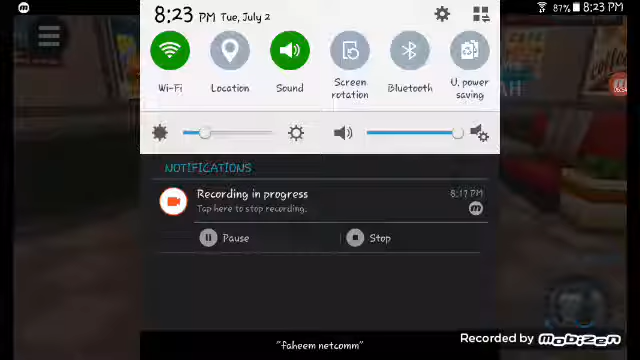 8:23 PM Tue, July 2
87% 8:23 PM
Wi-Fi
Location
Sound
Screen rotation
Bluetooth
U. power saving
NOTIFICATIONS
Recording in progress
8:17 PM
Tap here to stop recording.
Pause
Stop
"faheem netcomm"
Recorded by mobizen